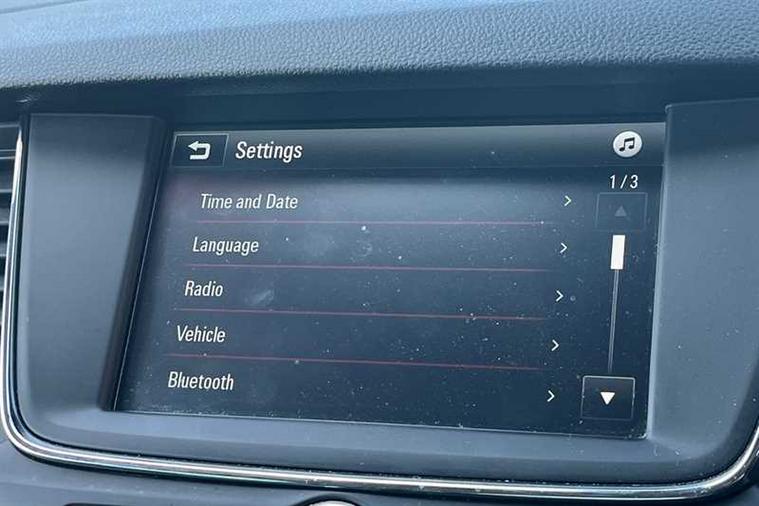 Settings
1/3
Time and Date
Language
Radio
Vehicle
Bluetooth